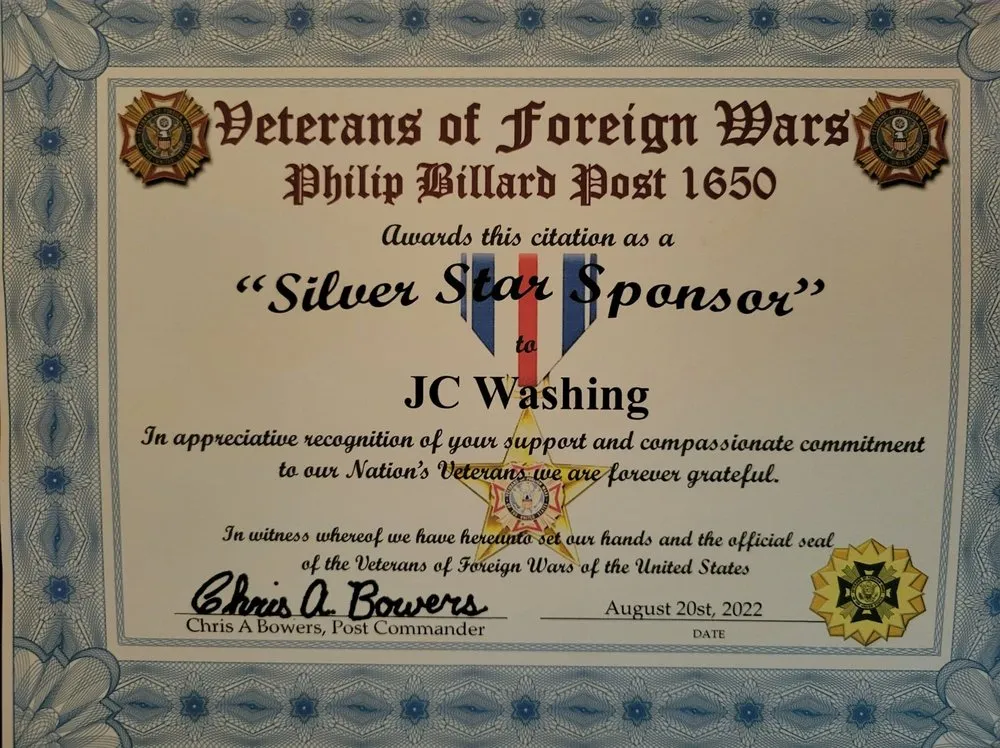 Veterans of Foreign Wars
Philip Billard Post 1650
Awards this citation as a
“Silver Star Sponsor”
to
JC Washing
In appreciative recognition of your support and compassionate commitment
to our Nation's Veterans we are forever grateful.
In witness whereof we have hereunto set our hands and the official seal
of the Veterans of Foreign Wars of the United States
Chris A. Bowers
August 20st, 2022
Chris A Bowers, Post Commander
DATE